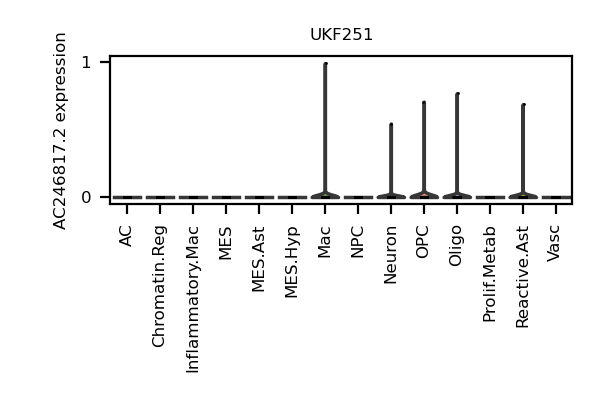 UKF251
AC246817.2 expression
1
0
AC
Chromatin.Reg
Inflammatory.Mac
MES
MES.Ast
MES.Hyp
Mac
NPC
Neuron
OPC
Oligo
Prolif.Metab
Reactive.Ast
Vasc